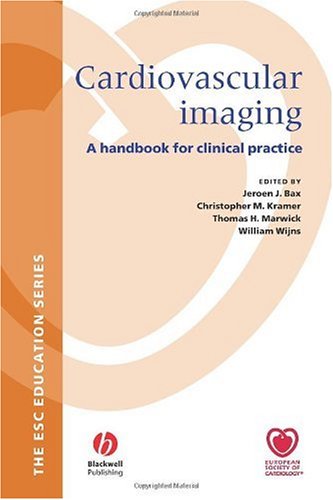 Cardiovascular
imaging
A handbook for clinical practice
EDITED BY
Jeroen J. Bax
Christopher M. Kramer
Thomas H. Marwick
William Wijns
THE ESC EDUCATION SERIES
Blackwell
Publishing
EUROPEAN
SOCIETY OF
CARDIOLOGY®